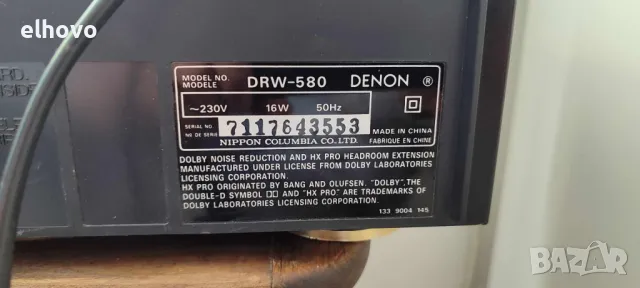 elhovo
MODEL NO.
MODELE
DRW-580
DENON ®
~230V 16W 50Hz
SERIAL NO
NE DE SERIE
7117643553
MADE IN CHINA
FABRIQUE EN CHINE
NIPPON COLUMBIA CO.LTD.
DOLBY NOISE REDUCTION AND HX PRO HEADROOM EXTENSION
MANUFACTURED UNDER LICENSE FROM DOLBY LABORATORIES
LICENSING CORPORATION.
HX PRO ORIGINATED BY BANG AND OLUFSEN, "DOLBY", THE
DOUBLE-D SYMBOL AND "HX PRO" ARE TRADEMARKS OF
DOLBY LABORATORIES LICENSING CORPORATION.
133 9004 145
BAZAR
bg